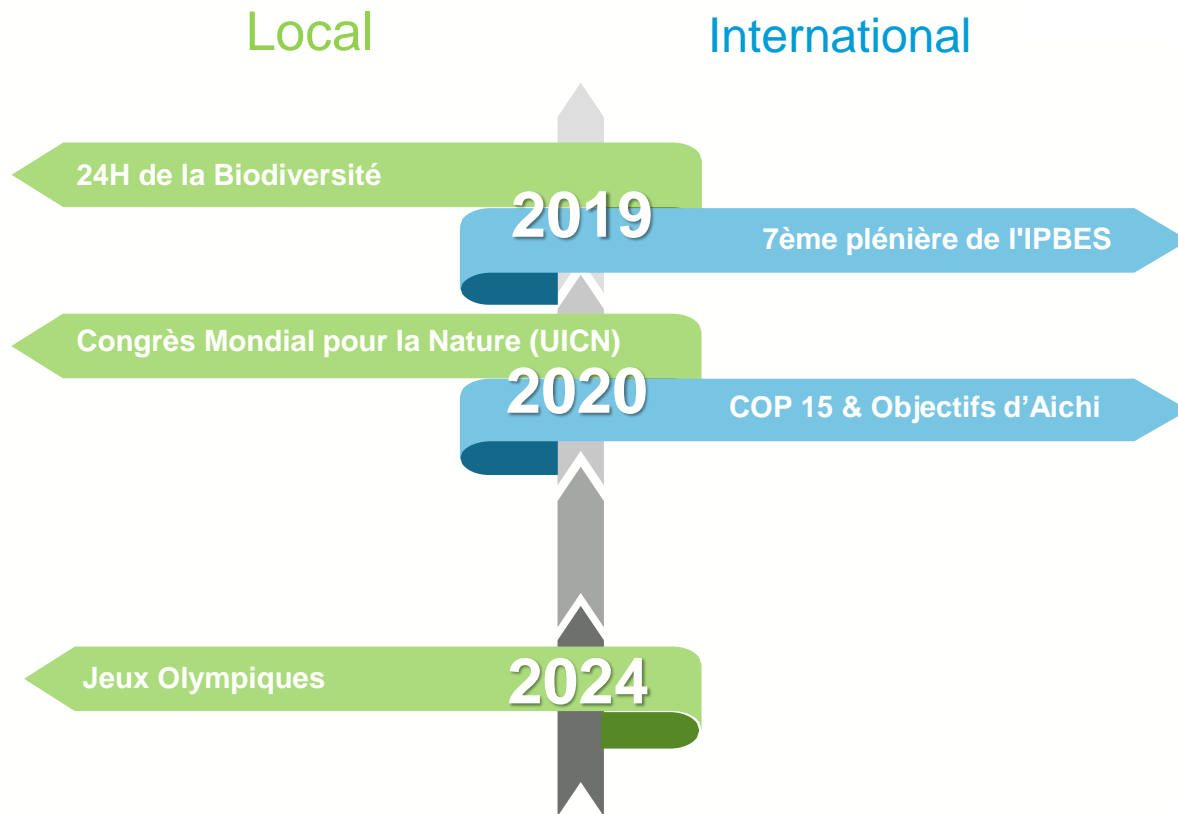 Local
International
24H de la Biodiversité
2019
7ème plénière de l'IPBES
Congrès Mondial pour la Nature (UICN)
2020
COP 15 & Objectifs d’Aichi
Jeux Olympiques
2024